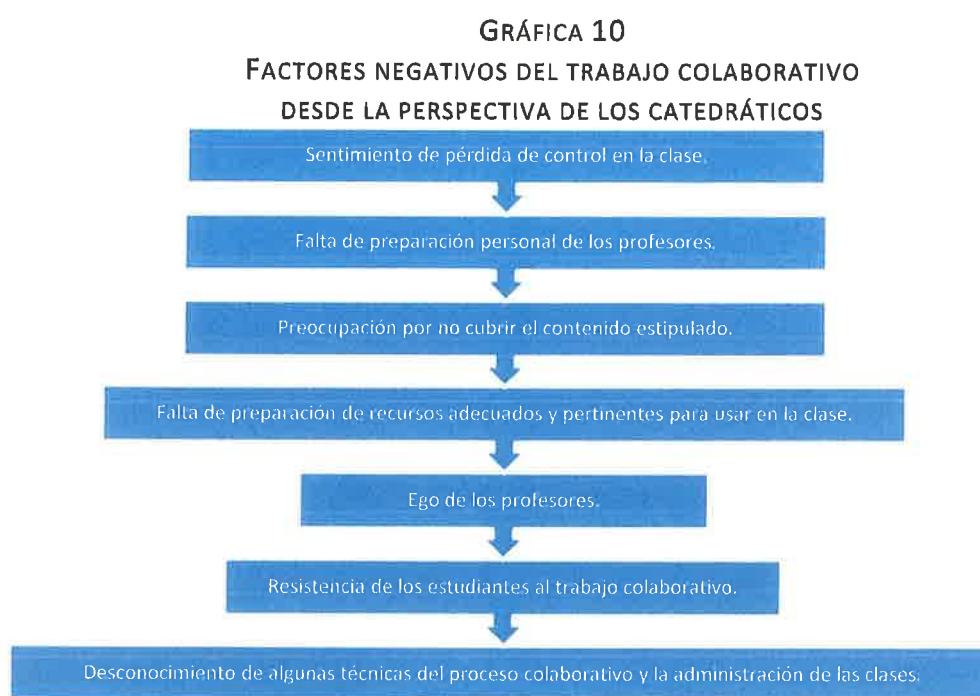 GRÁFICA 10
FACTORES NEGATIVOS DEL TRABAJO COLABORATIVO
DESDE LA PERSPECTIVA DE LOS CATEDRÁTICOS
Sentimiento de pérdida de control en la clase.
Falta de preparación personal de los profesores.
Preocupación por no cubrir el contenido estipulado.
Falta de preparación de recursos adecuados y pertinentes para usar en la clase.
Ego de los profesores.
Resistencia de los estudiantes al trabajo colaborativo.
Desconocimiento de algunas técnicas del proceso colaborativo y la administración de las clases.